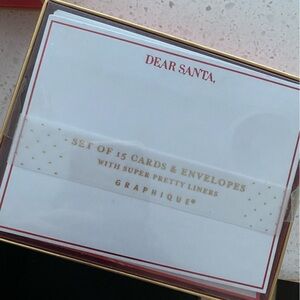 DEAR SANTA,
SET OF 15 CARDS & ENVELOPES
WITH SUPER PRETTY LINERS
GRAPHIQUE®